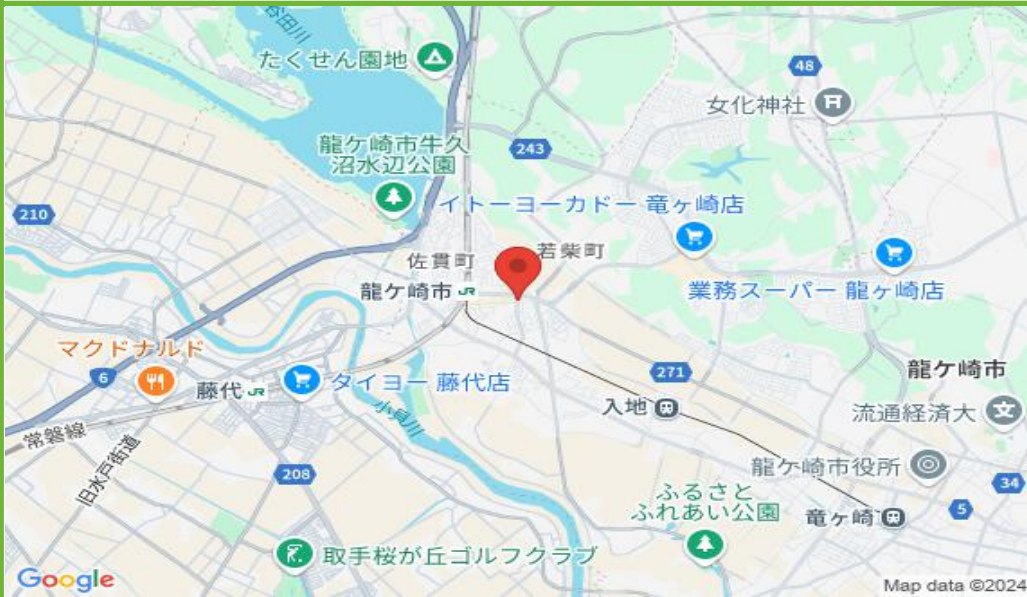 谷田川
たくせん園地
48
女化神社
243
龍ケ崎市牛久
沼水辺公園
210
イトーヨーカドー 竜ヶ崎店
若柴町
佐貫町
龍ケ崎市 JR
業務スーパー 龍ヶ崎店
マクドナルド
6
藤代 JR
タイヨー 藤代店
271
龍ケ崎市
小貝川
入地
流通経済大
常磐線
旧水戸街道
208
龍ケ崎市役所
34
ふるさと
ふれあい公園
竜ヶ崎
5
取手桜が丘ゴルフクラブ
Google
Map data ©2024